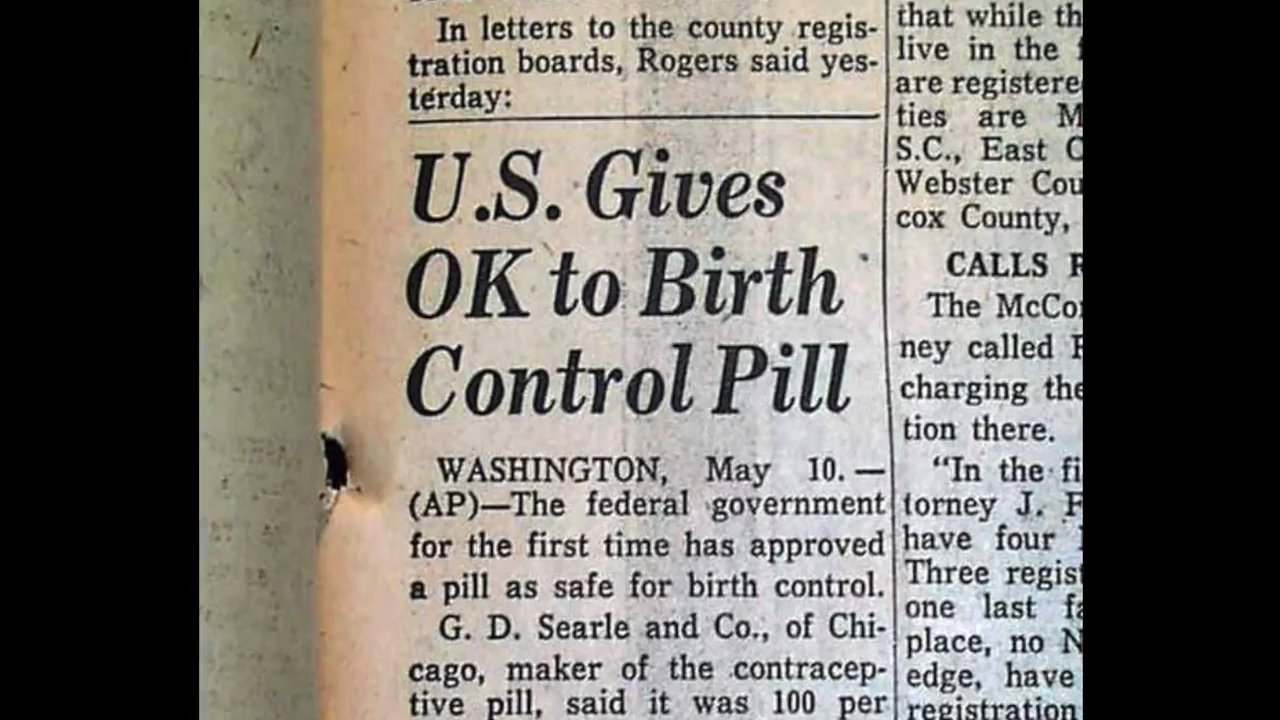 In letters to the county regis-
tration boards, Rogers said yes-
terday:
U.S. Gives
OK to Birth
Control Pill
WASHINGTON, May 10. —
(AP)—The federal government
for the first time has approved
a pill as safe for birth control.
G. D. Searle and Co., of Chi-
cago, maker of the contracep-
tive pill, said it was 100 per
that while
live in the
are
ties are
S.C., East
Webster
cox County,
CALLS
The
ney called
charging
tion there.
"In the
torney J.
have four
Three
one last
place, no
edge, have
registration